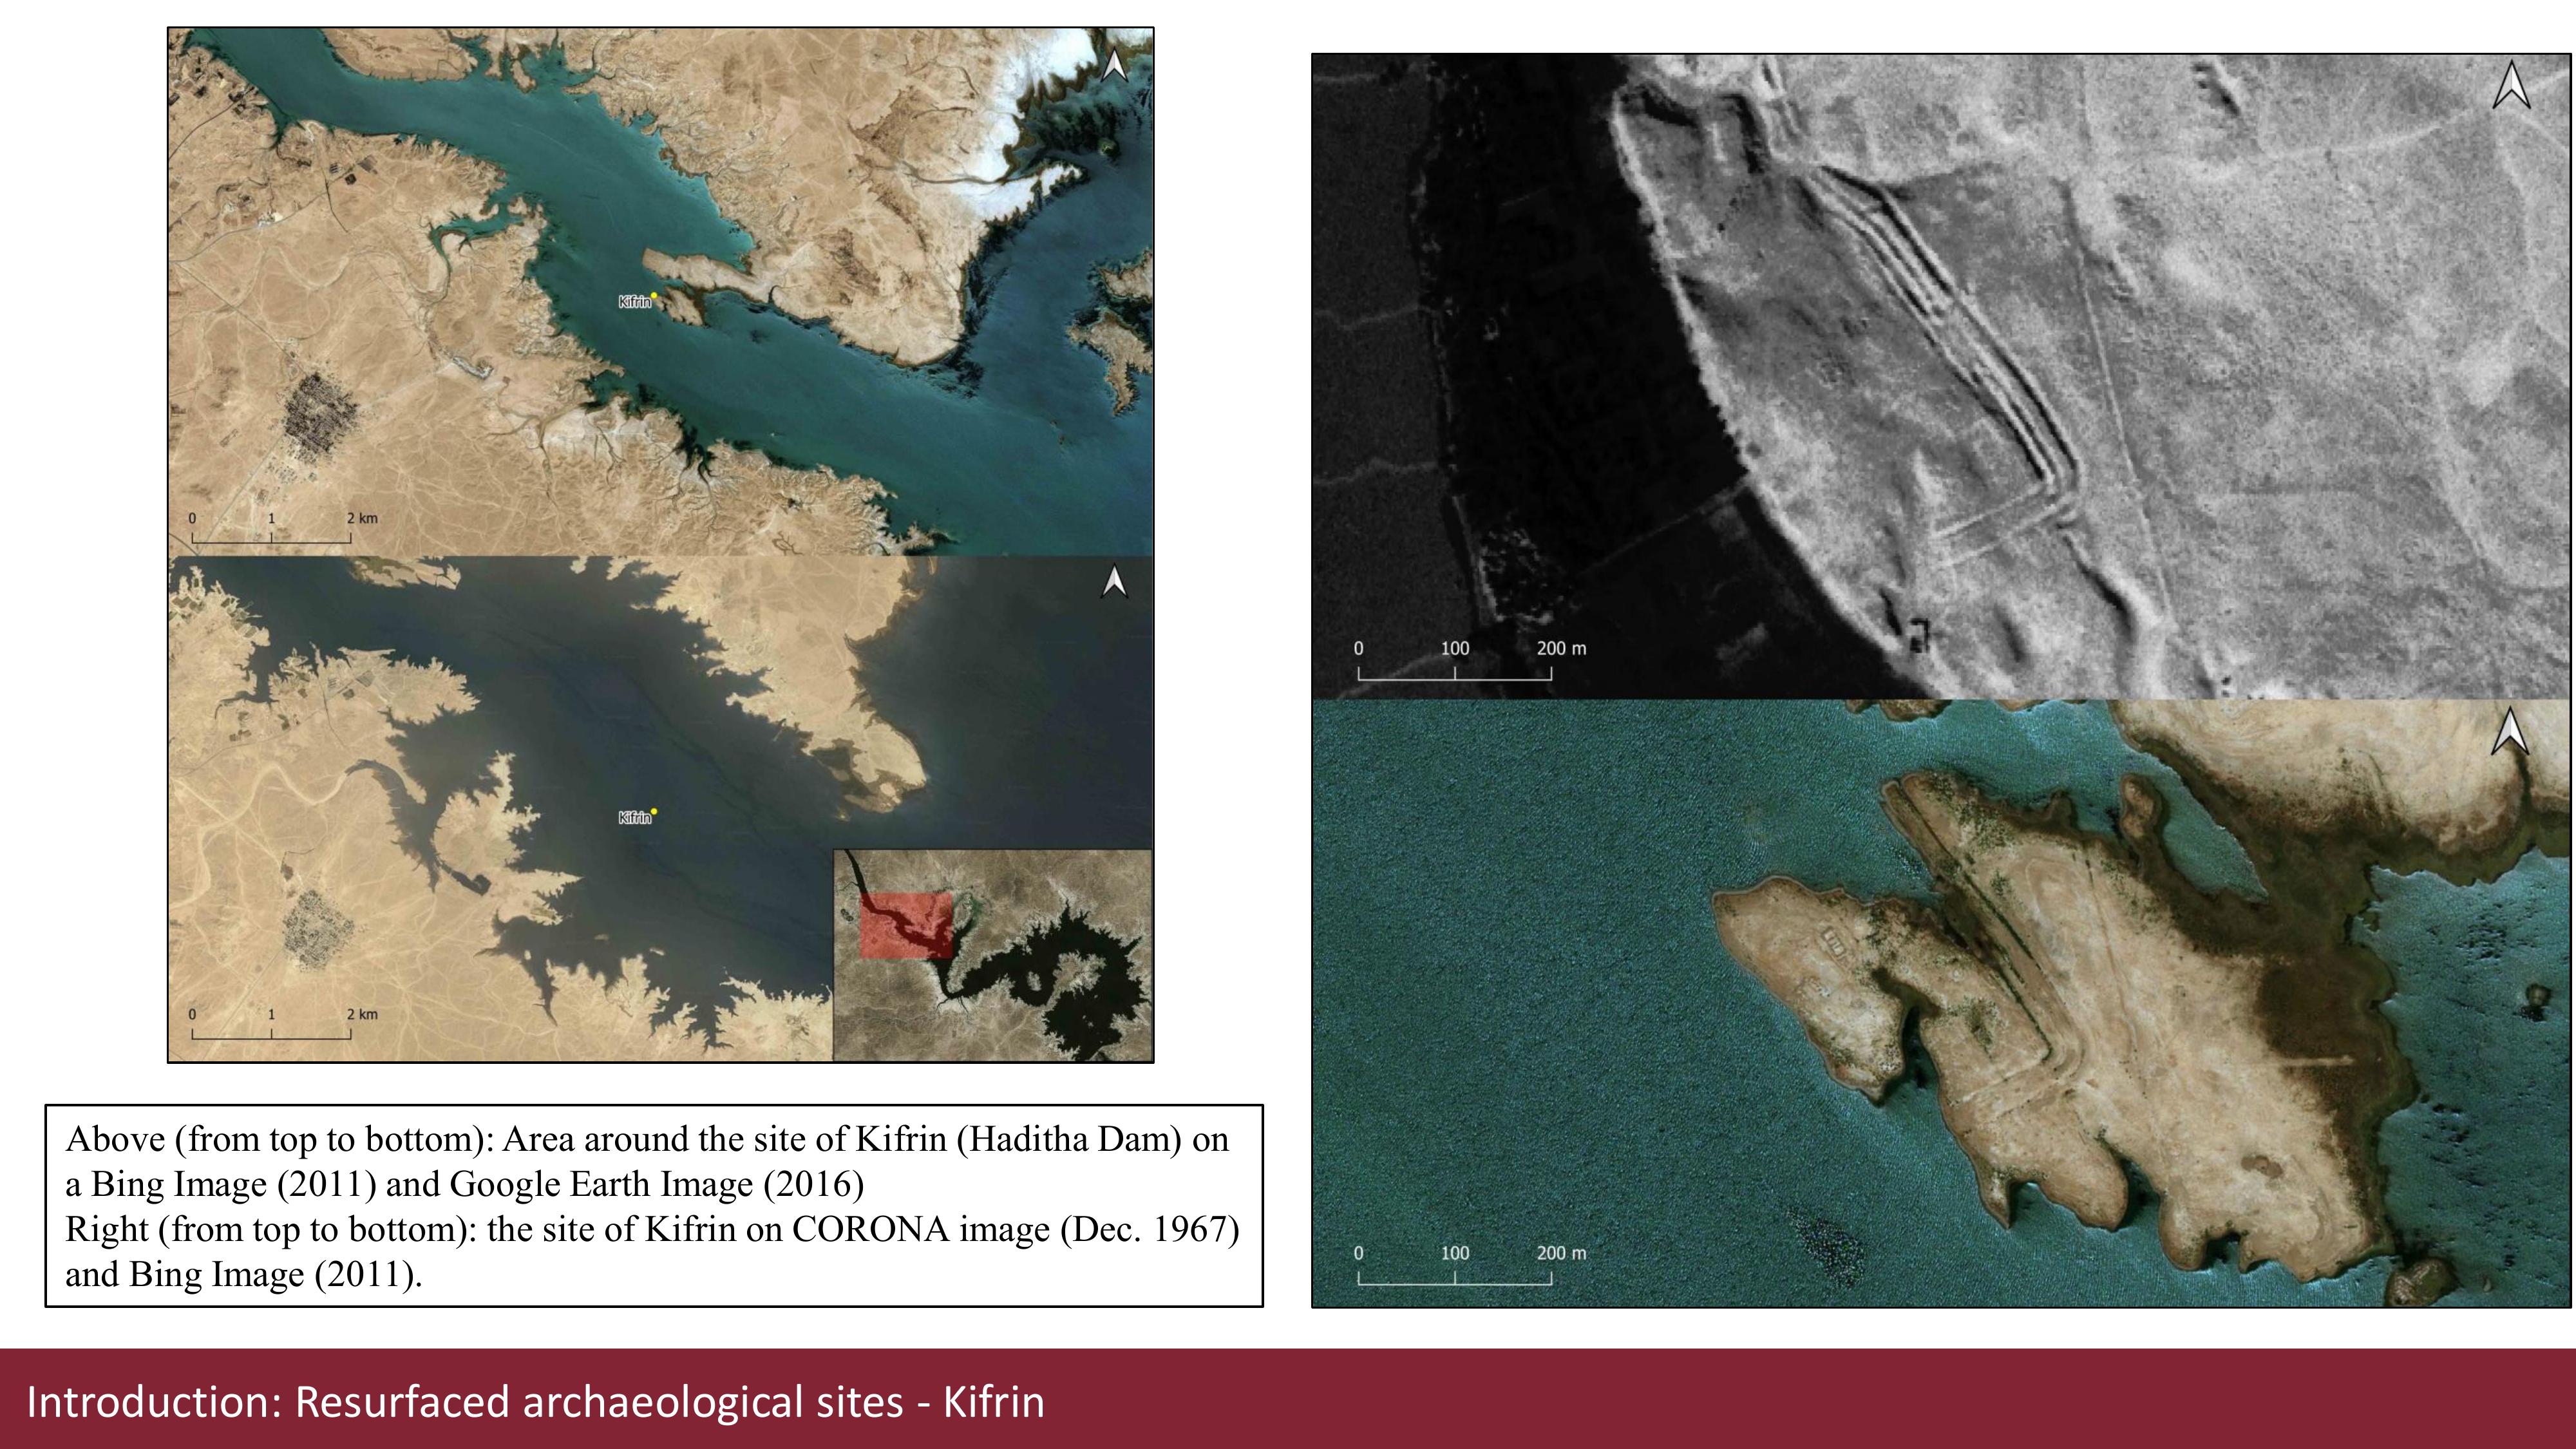 Kifrin
0 1 2 km
Kifrin
0 1 2 km
0 100 200 m
0 100 200 m
Above (from top to bottom): Area around the site of Kifrin (Haditha Dam) on
a Bing Image (2011) and Google Earth Image (2016)
Right (from top to bottom): the site of Kifrin on CORONA image (Dec. 1967)
and Bing Image (2011).
Introduction: Resurfaced archaeological sites - Kifrin